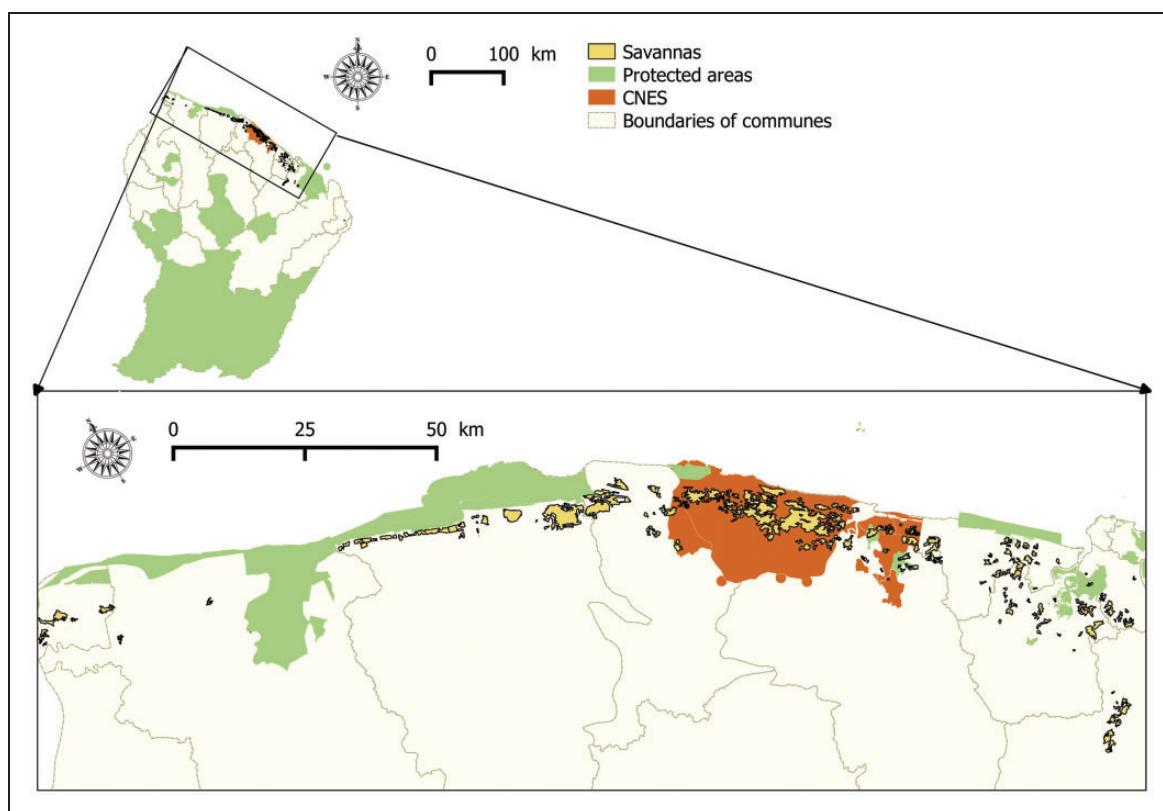 N
W
E
S
0 100 km
Savannas
Protected areas
CNES
Boundaries of communes
0 25 50 km
N
E
W
S